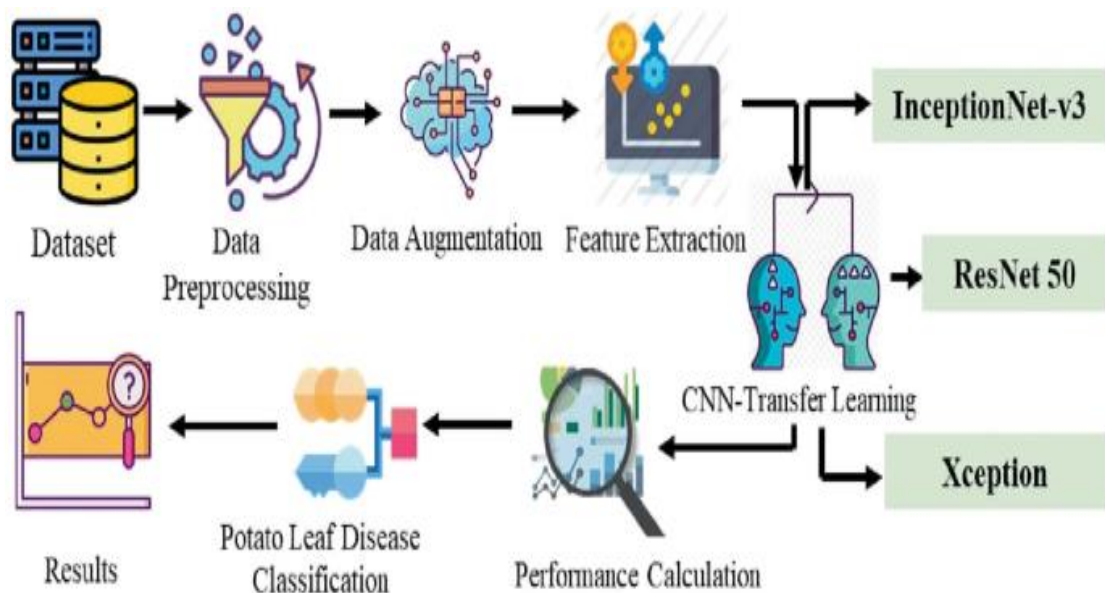 InceptionNet-v3
Dataset
Data
Preprocessing
Data Augmentation
Feature Extraction
ResNet 50
CNN-Transfer Learning
Xception
?
Results
Potato Leaf Disease
Classification
Performance Calculation